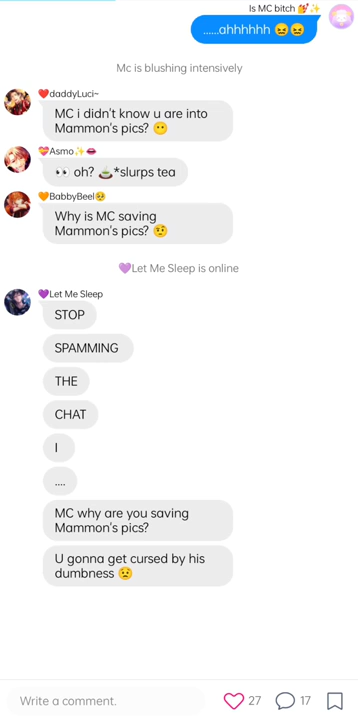 Is MC bitch 💅✨
......ahhhhhh 😖😖
Mc is blushing intensively
❤️daddyLuci~
MC i didn't know u are into
Mammon's pics? 😶
💝Asmo✨👄
👀 oh? 🍵*slurps tea
🧡BabbyBeel🥺
Why is MC saving
Mammon's pics? 🤨
💜Let Me Sleep is online
💜Let Me Sleep
STOP
SPAMMING
THE
CHAT
I
....
MC why are you saving
Mammon's pics?
U gonna get cursed by his
dumbness 😟
Write a comment.
27
17